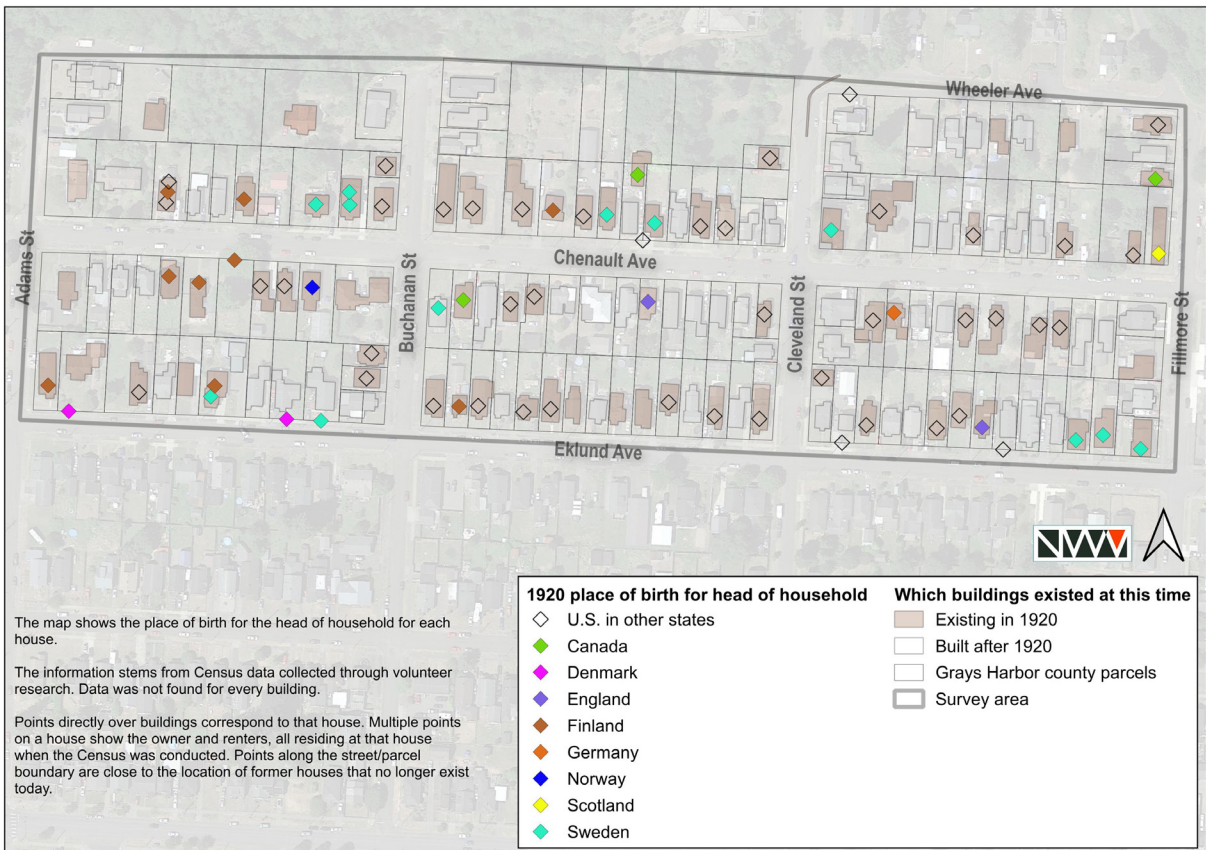 Wheeler Ave
Adams St
Buchanan St
Chenault Ave
Cleveland St
Fillmore St
Eklund Ave
NWV
The map shows the place of birth for the head of household for each
house.
The information stems from Census data collected through volunteer
research. Data was not found for every building.
Points directly over buildings correspond to that house. Multiple points
on a house show the owner and renters, all residing at that house
when the Census was conducted. Points along the street/parcel
boundary are close to the location of former houses that no longer exist
today.
1920 place of birth for head of household
U.S. in other states
Canada
Denmark
England
Finland
Germany
Norway
Scotland
Sweden
Which buildings existed at this time
Existing in 1920
Built after 1920
Grays Harbor county parcels
Survey area